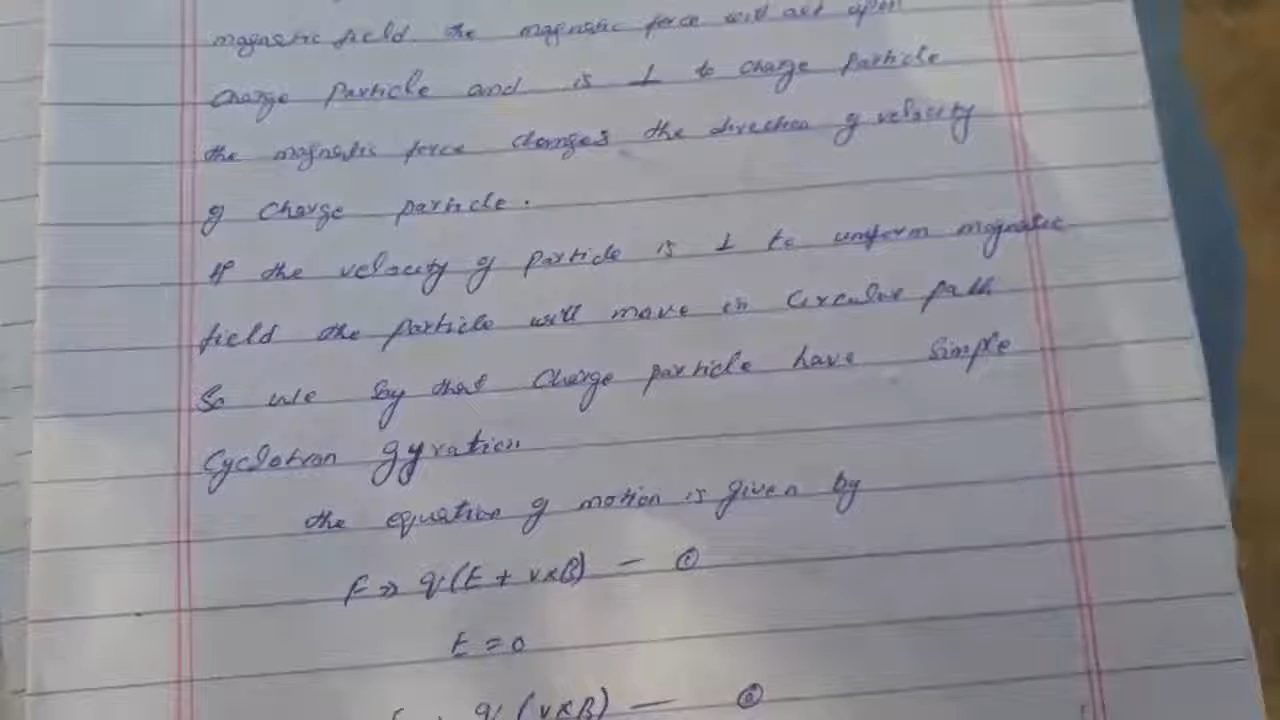 magnetic field the magnetic force will act upon
charge particle and is ⊥ to charge particle
the magnetic force changes the direction of velocity
of charge particle.
If the velocity of particle is ⊥ to uniform magnetic
field the particle will move in circular path
So we say that charge particle have simple
cyclotron gyration
the equation of motion is given by
F => q(E + v×B) — ①
E = 0
q (v×B) — ②